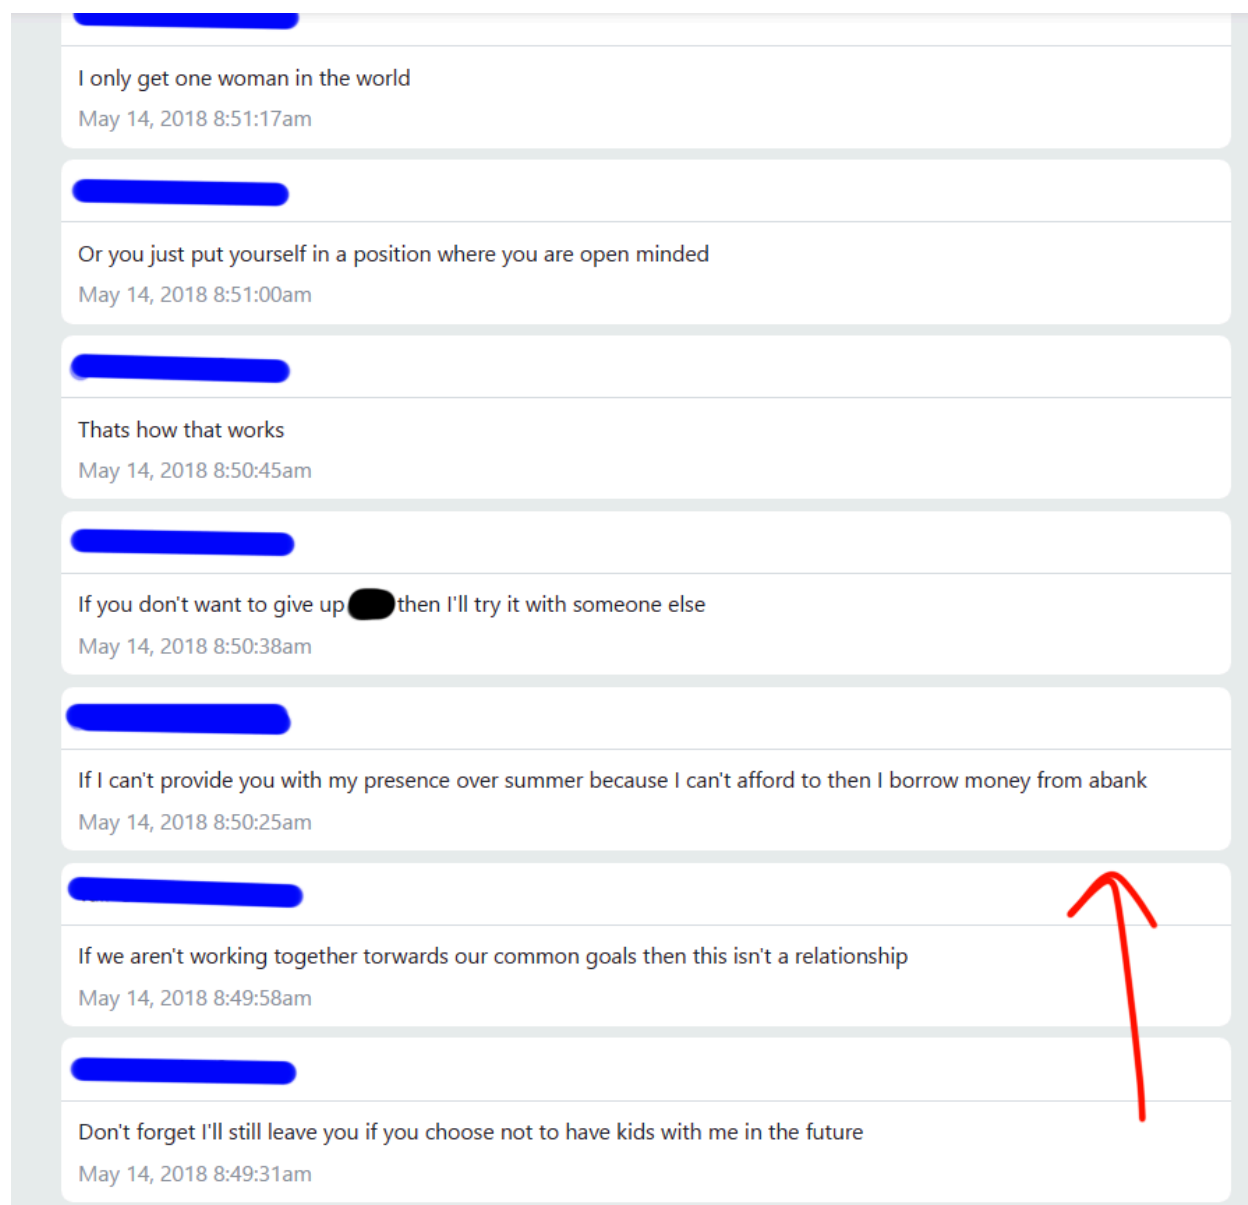 I only get one woman in the world
May 14, 2018 8:51:17am
Or you just put yourself in a position where you are open minded
May 14, 2018 8:51:00am
Thats how that works
May 14, 2018 8:50:45am
If you don't want to give up then I'll try it with someone else
May 14, 2018 8:50:38am
If I can't provide you with my presence over summer because I can't afford to then I borrow money from abank
May 14, 2018 8:50:25am
If we aren't working together torwards our common goals then this isn't a relationship
May 14, 2018 8:49:58am
Don't forget I'll still leave you if you choose not to have kids with me in the future
May 14, 2018 8:49:31am